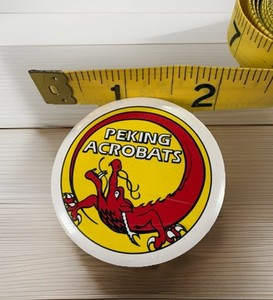 1 2
PEKING
ACROBATS